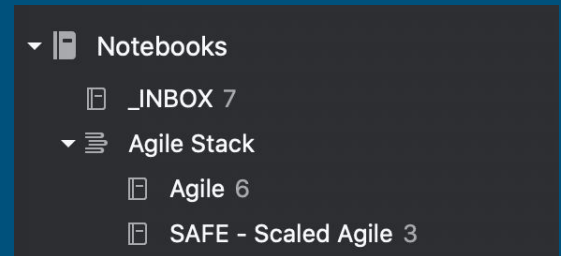 Notebooks
_INBOX 7
Agile Stack
Agile 6
SAFE - Scaled Agile 3